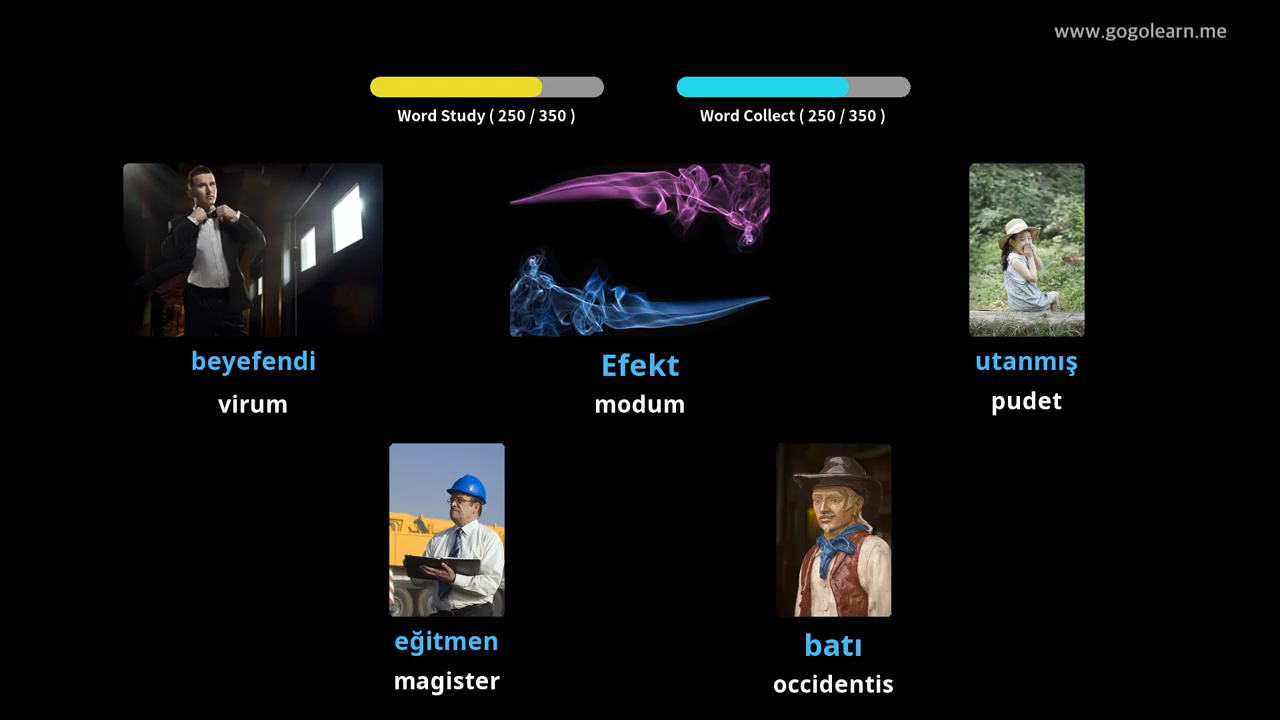 www.gogolearn.me
Word Study ( 250 / 350 )
Word Collect ( 250 / 350 )
beyefendi
virum
Efekt
modum
utanmış
pudet
eğitmen
magister
batı
occidentis